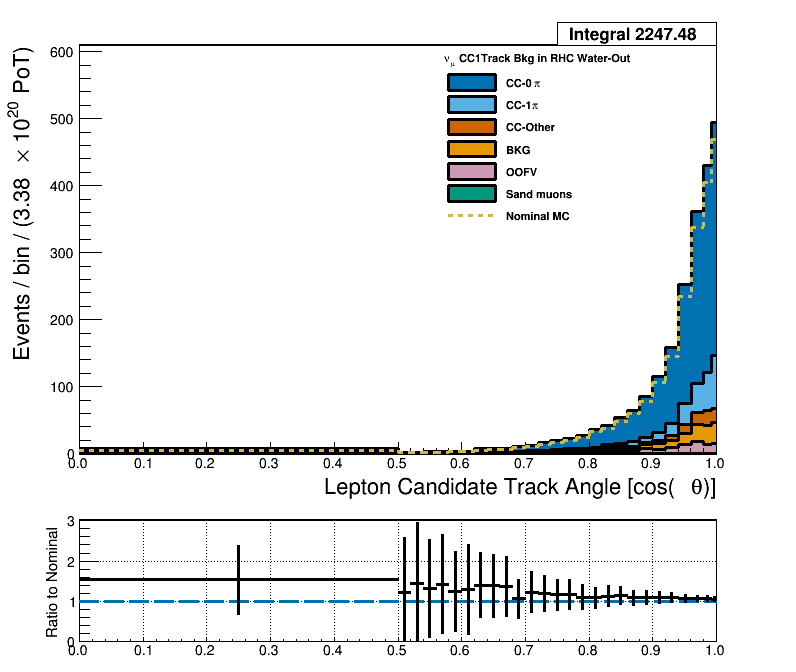 Integral 2247.48
Events / bin / (3.38 × 10²⁰ PoT)
600
500
400
300
200
100
0
ν_μ CC1Track Bkg in RHC Water-Out
CC-0 π
CC-1π
CC-Other
BKG
OOFV
Sand muons
Nominal MC
0.0 0.1 0.2 0.3 0.4 0.5 0.6 0.7 0.8 0.9 1.0
Lepton Candidate Track Angle [cos( θ)]
Ratio to Nominal
3
2
1
0
0.0 0.1 0.2 0.3 0.4 0.5 0.6 0.7 0.8 0.9 1.0